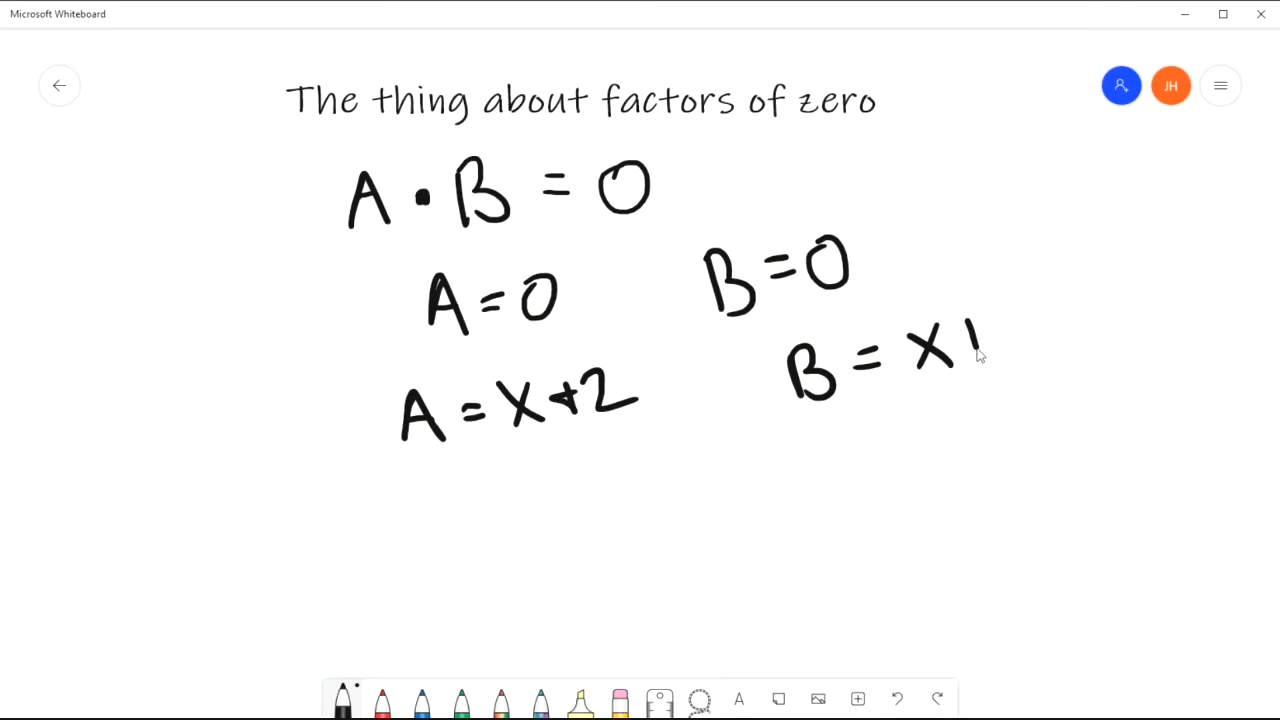 Microsoft Whiteboard
JH
The thing about factors of zero
A · B = 0
A = 0
B = 0
A = x + 2
B = x
A